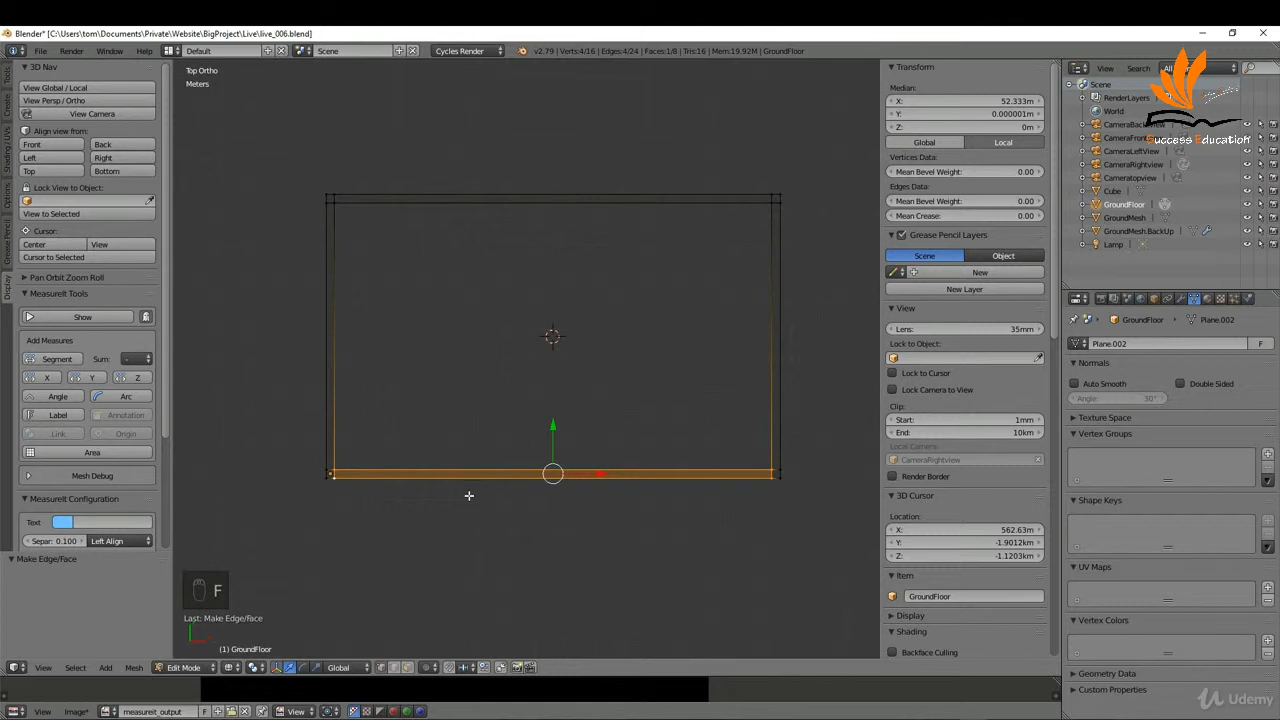 Blender* [C:\Users\tom\Documents\Private\Website\BigProject\Live\live_006.blend]
File Render Window Help Default Scene Cycles Render v2.79 | Verts:4/16 | Edges:4/24 | Faces:1/8 | Tris:16 | Mem:19.92M | GroundFloor
View Search All
3D Nav
View Global / Local
View Persp / Ortho
View Camera
Align view from:
Front Back
Left Right
Top Bottom
Lock View to Object:
View to Selected
Cursor:
Center View
Cursor to Selected
Pan Orbit Zoom Roll
MeasureIt Tools
Show
Add Measures
Segment Sum: -
X Y Z
Angle Arc
Label Annotation
Link Origin
Area
Mesh Debug
MeasureIt Configuration
Text
Separ: 0.100 Left Align
Make Edge/Face
Tools
Create
Shading / UVs
Options
Grease Pencil
Display
Top Ortho
Meters
F
Last: Make Edge/Face
(1) GroundFloor
View Select Add Mesh Edit Mode Global
View Image* measureit_output F View
Transform
Median:
X: 52.333m
Y: 0.000001m
Z: 0m
Global Local
Vertices Data:
Mean Bevel Weight: 0.00
Edges Data:
Mean Bevel Weight: 0.00
Mean Crease: 0.00
Grease Pencil Layers
Scene Object
New
New Layer
View
Lens: 35mm
Lock to Object:
Lock to Cursor
Lock Camera to View
Clip:
Start: 1mm
End: 10km
Local Camera:
CameraRightview
Render Border
3D Cursor
Location:
X: 562.63m
Y: -1.9012km
Z: -1.1203km
Item
GroundFloor
Display
Shading
Backface Culling
Scene
RenderLayers
World
CameraBackView
CameraLeftView
CameraRightview
Cameratopview
Cube
GroundFloor
GroundMesh
GroundMesh.BackUp
Lamp
Success Education
GroundFloor Plane.002
Plane.002 F
Normals
Auto Smooth Double Sided
Angle: 30°
Texture Space
Vertex Groups
Shape Keys
UV Maps
Vertex Colors
Geometry Data
Custom Properties
Udemy